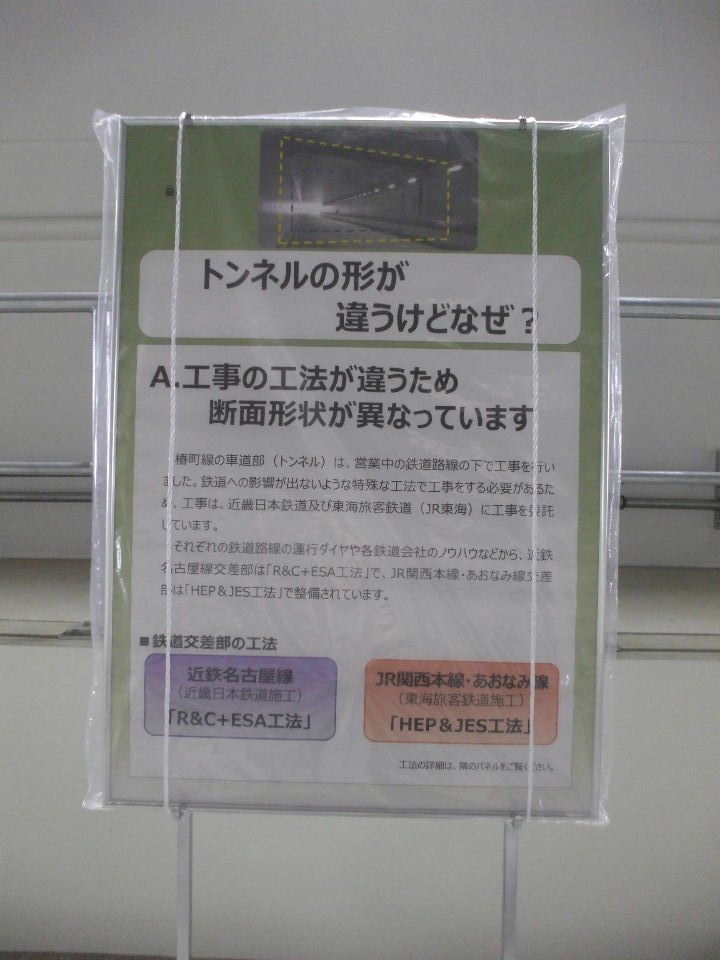 トンネルの形が
違うけどなぜ？
A.工事の工法が違うため
断面形状が異なっています
椿町線の車道部（トンネル）は、営業中の鉄道路線の下で工事を行い
ました。鉄道への影響が出ないような特殊な工法で工事をする必要があるた
め、工事は、近畿日本鉄道及び東海旅客鉄道（JR東海）に工事を委託
しています。
それぞれの鉄道路線の運行ダイヤや各鉄道会社のノウハウなどから、近鉄
名古屋線交差部は「R&C+ESA工法」で、JR関西本線・あおなみ線交差
部は「HEP＆JES工法」で整備されています。
■鉄道交差部の工法
近鉄名古屋線
（近畿日本鉄道施工）
「R&C+ESA工法」
JR関西本線・あおなみ線
（東海旅客鉄道施工）
「HEP＆JES工法」
工法の詳細は、隣のパネルをご覧ください。